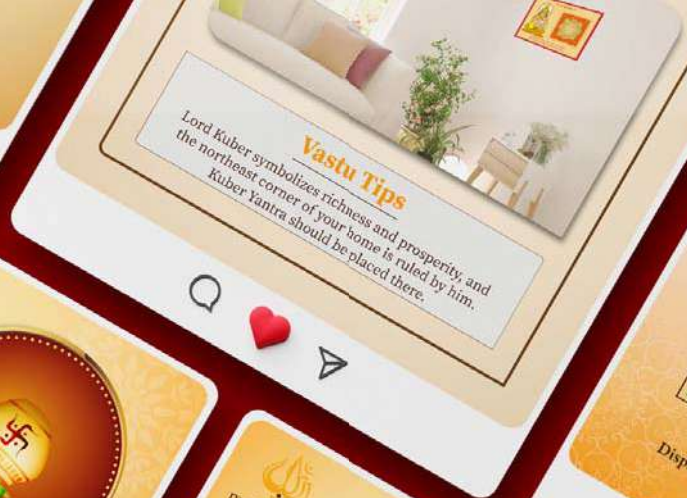 Vastu Tips
Lord Kuber symbolizes richness and prosperity, and
the northeast corner of your home is ruled by him.
Kuber Yantra should be placed there.